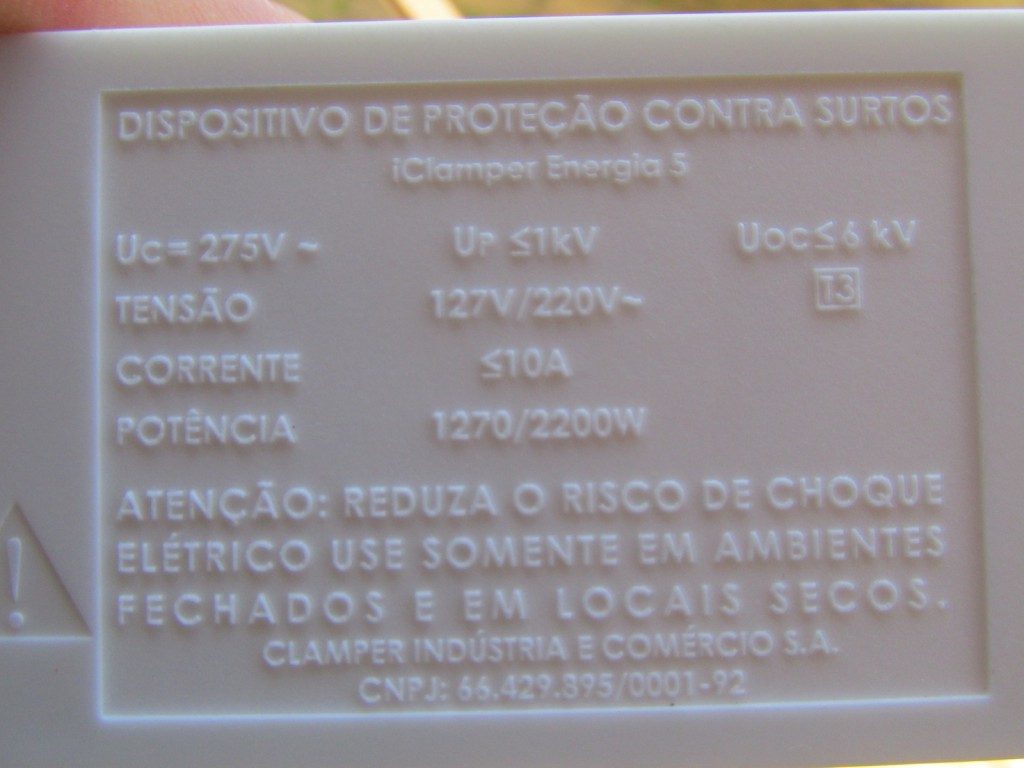 DISPOSITIVO DE PROTEÇÃO CONTRA SURTOS
iClamper Energia 5
Uc= 275V ~ UP ≤1kV Uoc≤6 kV
TENSÃO 127V/220V~ T3
CORRENTE ≤10A
POTÊNCIA 1270/2200W
ATENÇÃO: REDUZA O RISCO DE CHOQUE
ELÉTRICO USE SOMENTE EM AMBIENTES
FECHADOS E EM LOCAIS SECOS.
CLAMPER INDÚSTRIA E COMÉRCIO S.A.
CNPJ: 66.429.895/0001-92